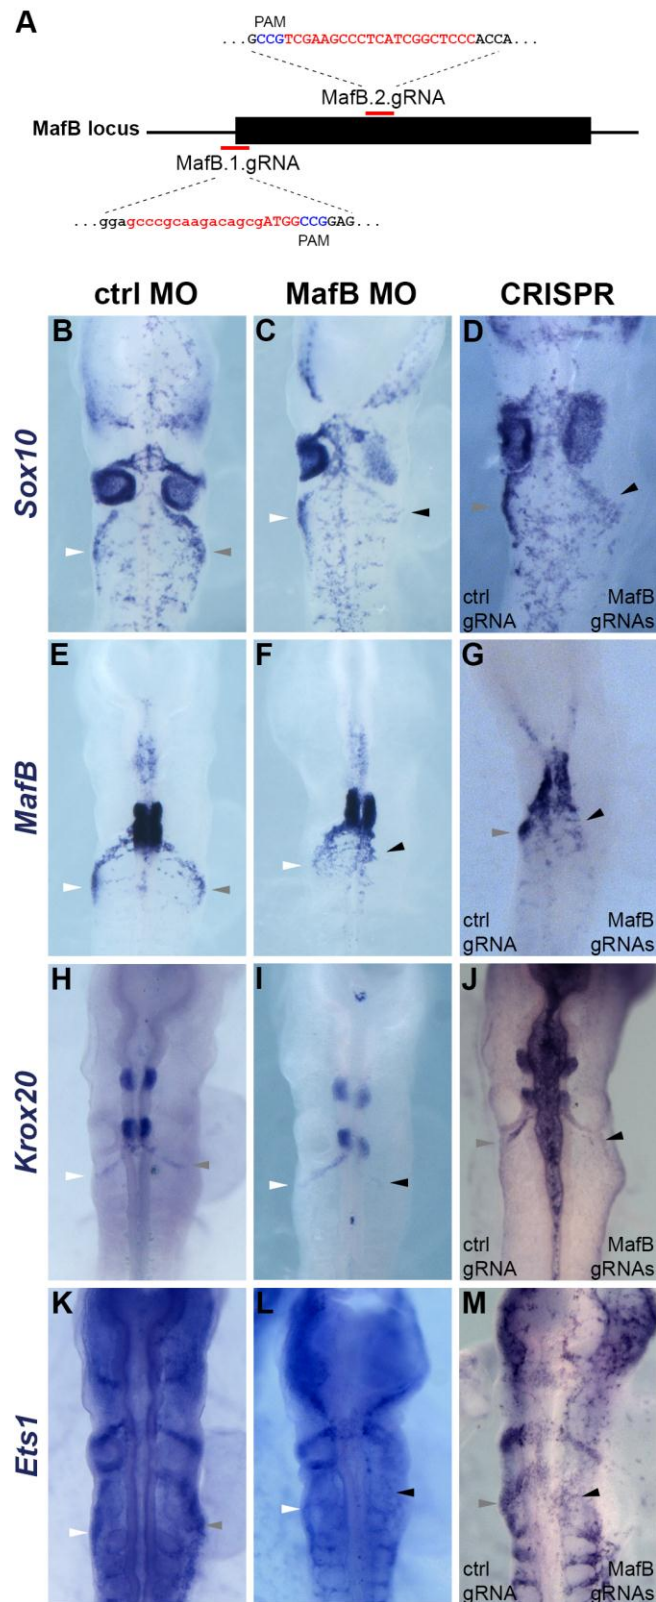 A
PAM
...GCCGTCGAAGCCCTCATCGGCTCCCACCA...
MafB.2.gRNA
MafB locus
MafB.1.gRNA
...ggagcccgcaagacagcgATGGCCGGAG...
PAM
ctrl MO MafB MO CRISPR
Sox10
B C D
ctrl MafB
gRNA gRNAs
MafB
E F G
ctrl MafB
gRNA gRNAs
Krox20
H I J
ctrl MafB
gRNA gRNAs
Ets1
K L M
ctrl MafB
gRNA gRNAs